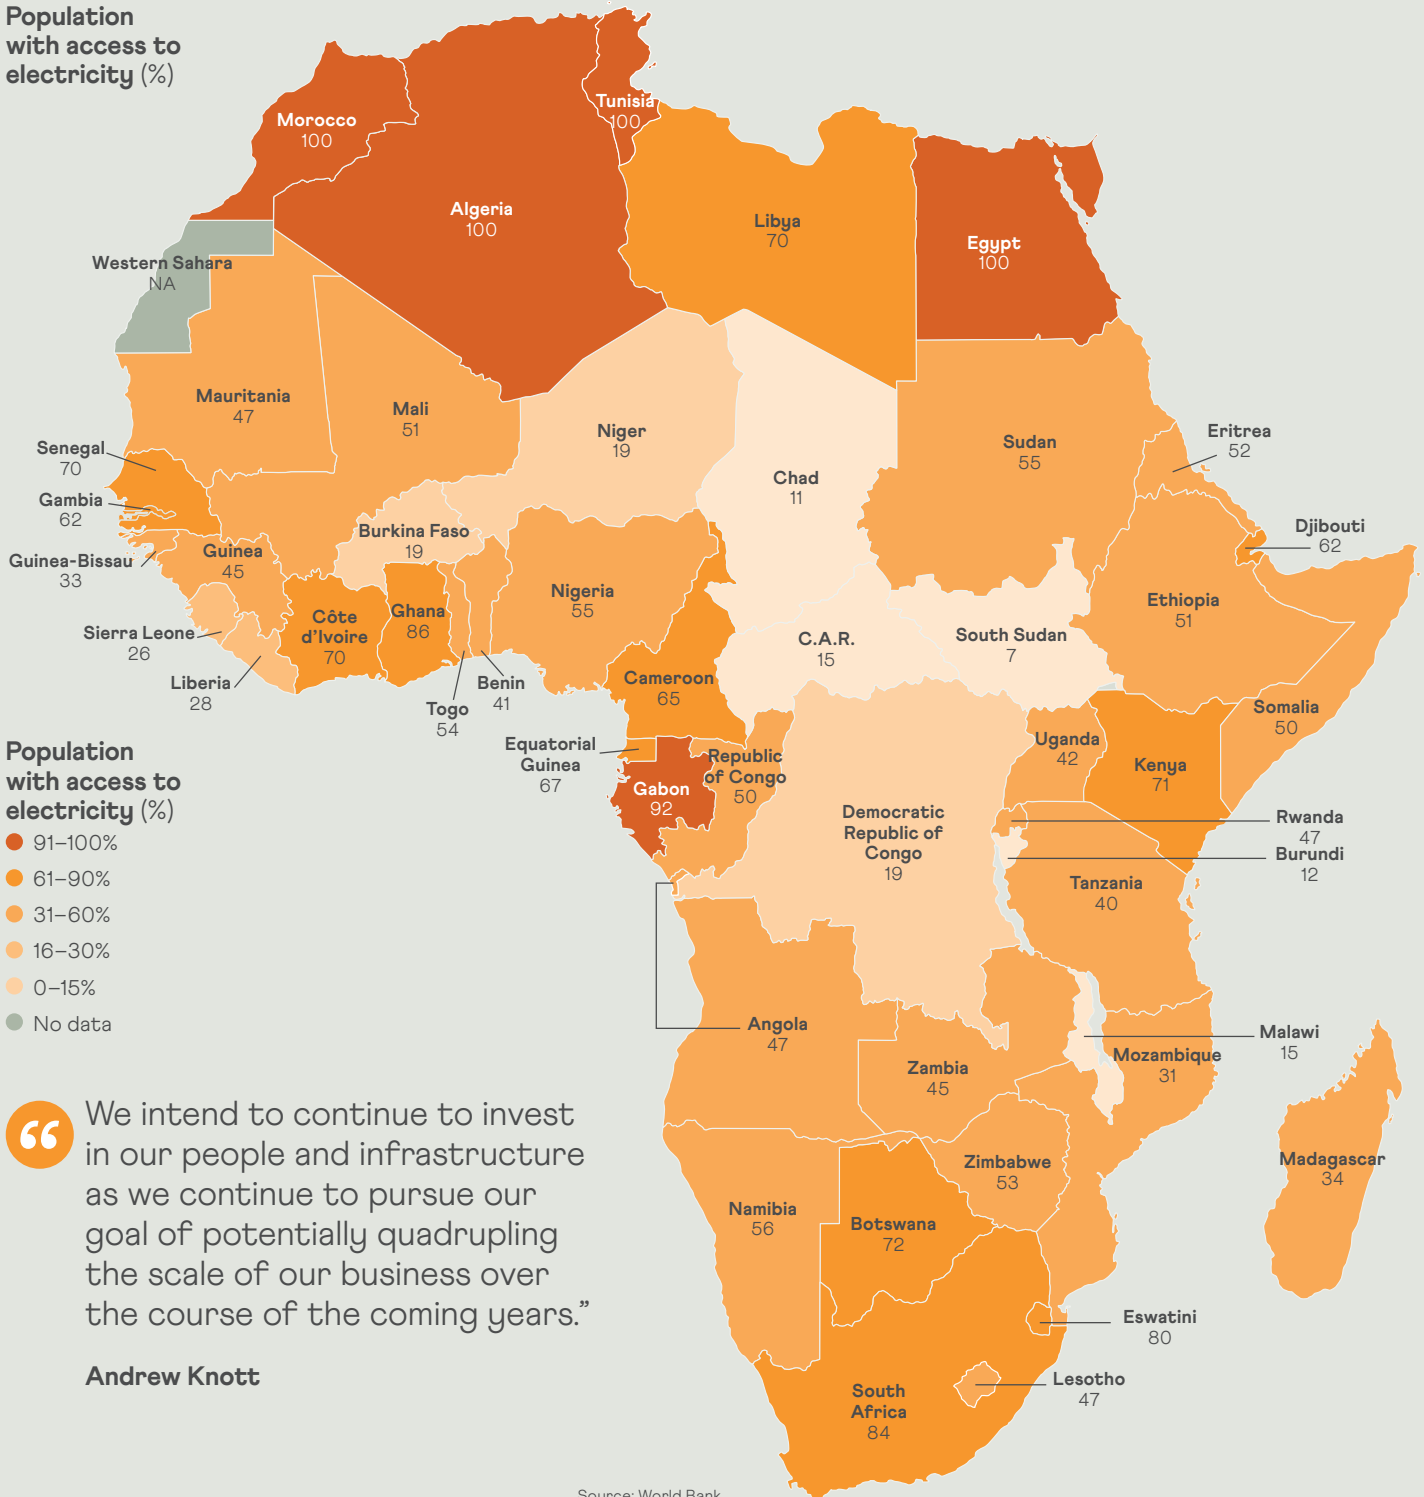 Population
with access to
electricity (%)
Morocco
100
Tunisia
100
Algeria
100
Libya
70
Egypt
100
Western Sahara
NA
Mauritania
47
Mali
51
Niger
19
Chad
11
Sudan
55
Eritrea
52
Senegal
70
Gambia
62
Guinea-Bissau
33
Guinea
45
Burkina Faso
19
Djibouti
62
Sierra Leone
26
Liberia
28
Côte
d’Ivoire
70
Ghana
86
Togo
54
Benin
41
Nigeria
55
Cameroon
65
C.A.R.
15
South Sudan
7
Ethiopia
51
Somalia
50
Equatorial
Guinea
67
Gabon
92
Republic
of Congo
50
Democratic
Republic of
Congo
19
Uganda
42
Kenya
71
Rwanda
47
Burundi
12
Tanzania
40
Population
with access to
electricity (%)
91–100%
61–90%
31–60%
16–30%
0–15%
No data
Angola
47
Zambia
45
Malawi
15
Mozambique
31
Madagascar
34
Zimbabwe
53
Namibia
56
Botswana
72
Eswatini
80
Lesotho
47
South
Africa
84
“ We intend to continue to invest
in our people and infrastructure
as we continue to pursue our
goal of potentially quadrupling
the scale of our business over
the course of the coming years.”
Andrew Knott
Source: World Bank